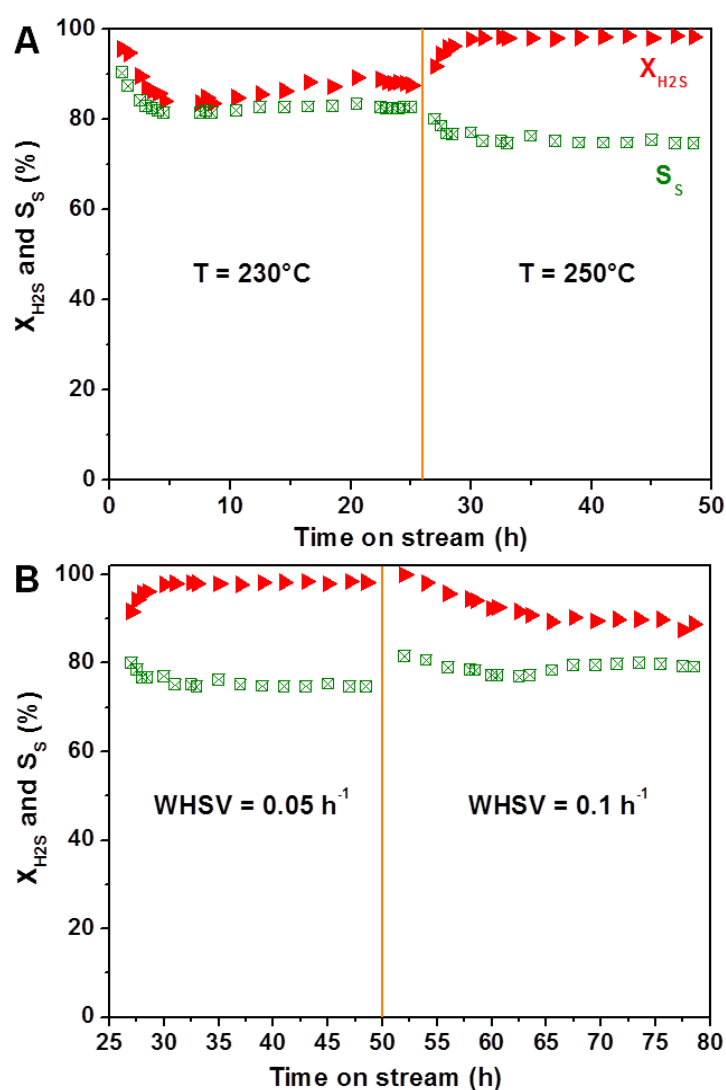 A
100
80
60
40
20
0
X_H2S and S_S (%)
X_H2S
S_S
T = 230°C
T = 250°C
0 10 20 30 40 50
Time on stream (h)
B
100
80
60
40
20
0
X_H2S and S_S (%)
WHSV = 0.05 h⁻¹
WHSV = 0.1 h⁻¹
25 30 35 40 45 50 55 60 65 70 75 80
Time on stream (h)